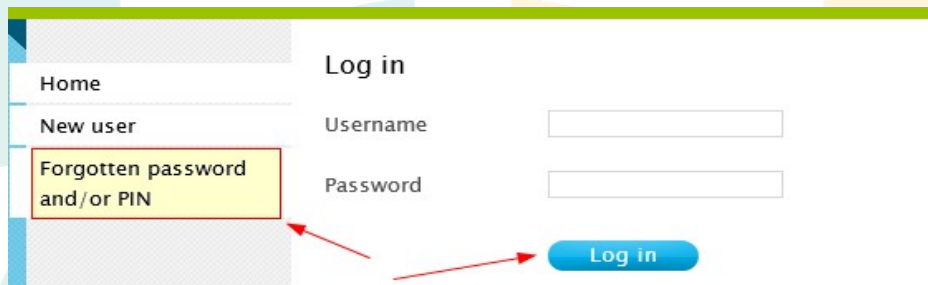 Home
New user
Forgotten password
and/or PIN
Log in
Username
Password
Log in